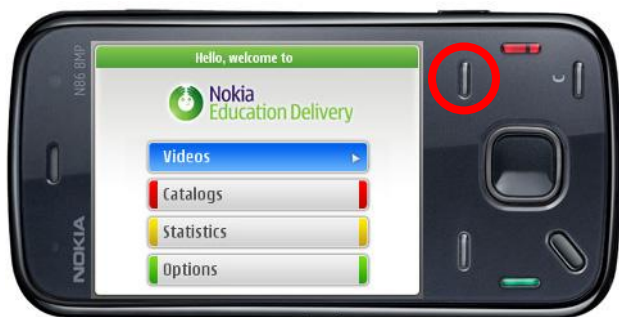 N86 8MP
NOKIA
Hello, welcome to
Nokia
Education Delivery
Videos
Catalogs
Statistics
Options